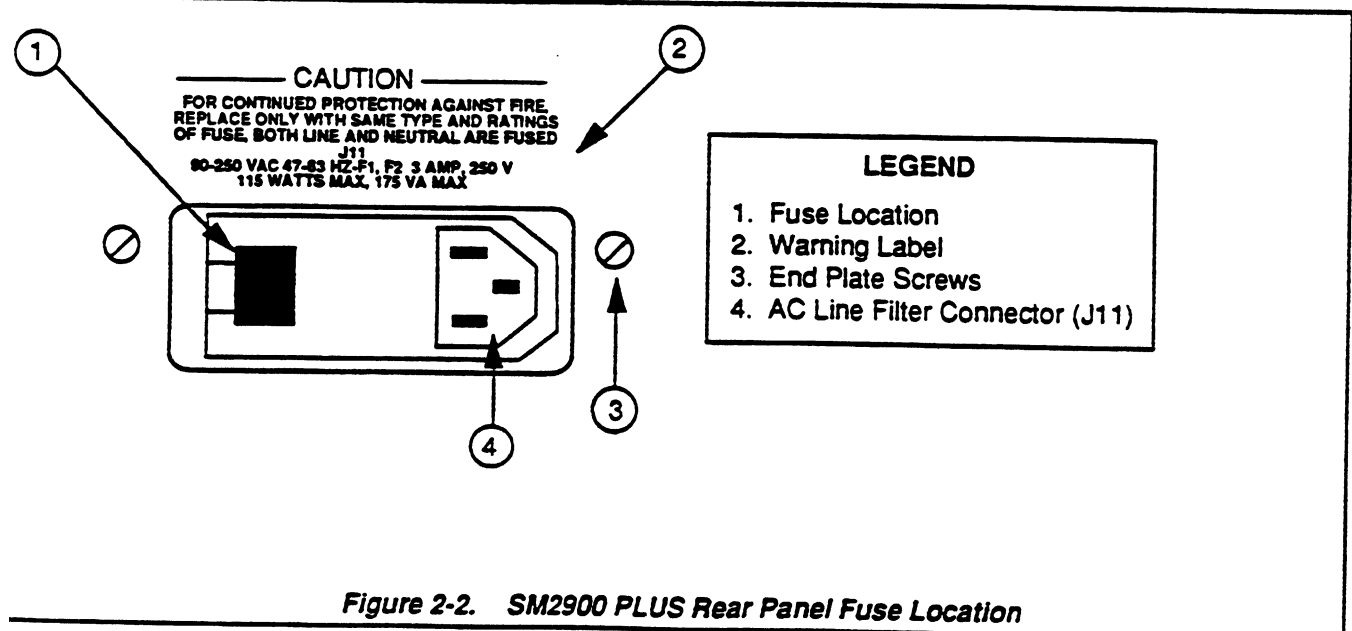 1
2
CAUTION
FOR CONTINUED PROTECTION AGAINST FIRE,
REPLACE ONLY WITH SAME TYPE AND RATINGS
OF FUSE, BOTH LINE AND NEUTRAL ARE FUSED
J11
90-250 VAC 47-63 HZ-F1, F2 3 AMP, 250 V
115 WATTS MAX, 175 VA MAX
3
4
LEGEND
1. Fuse Location
2. Warning Label
3. End Plate Screws
4. AC Line Filter Connector (J11)
Figure 2-2. SM2900 PLUS Rear Panel Fuse Location